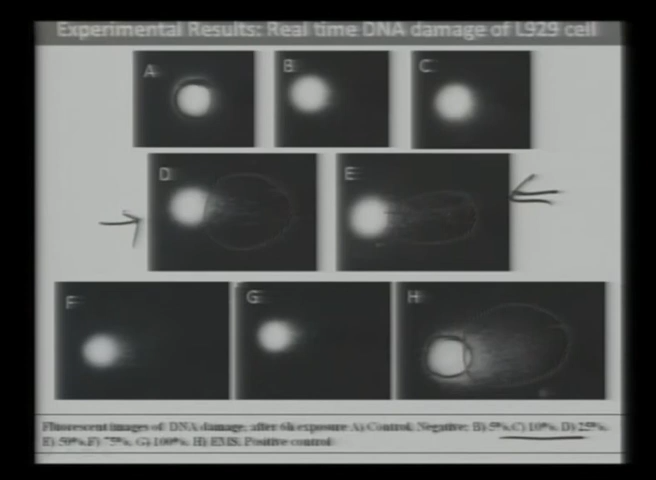 Experimental Results: Real time DNA damage of L929 cell
A
B
C
D
E
F
G
H
Fluorescent images of DNA damage, after 6h exposure A) Control; Negative; B) 5%.C) 10%. D) 25%.
E) 50%.F) 75%. G) 100%. H) EMS; Positive control